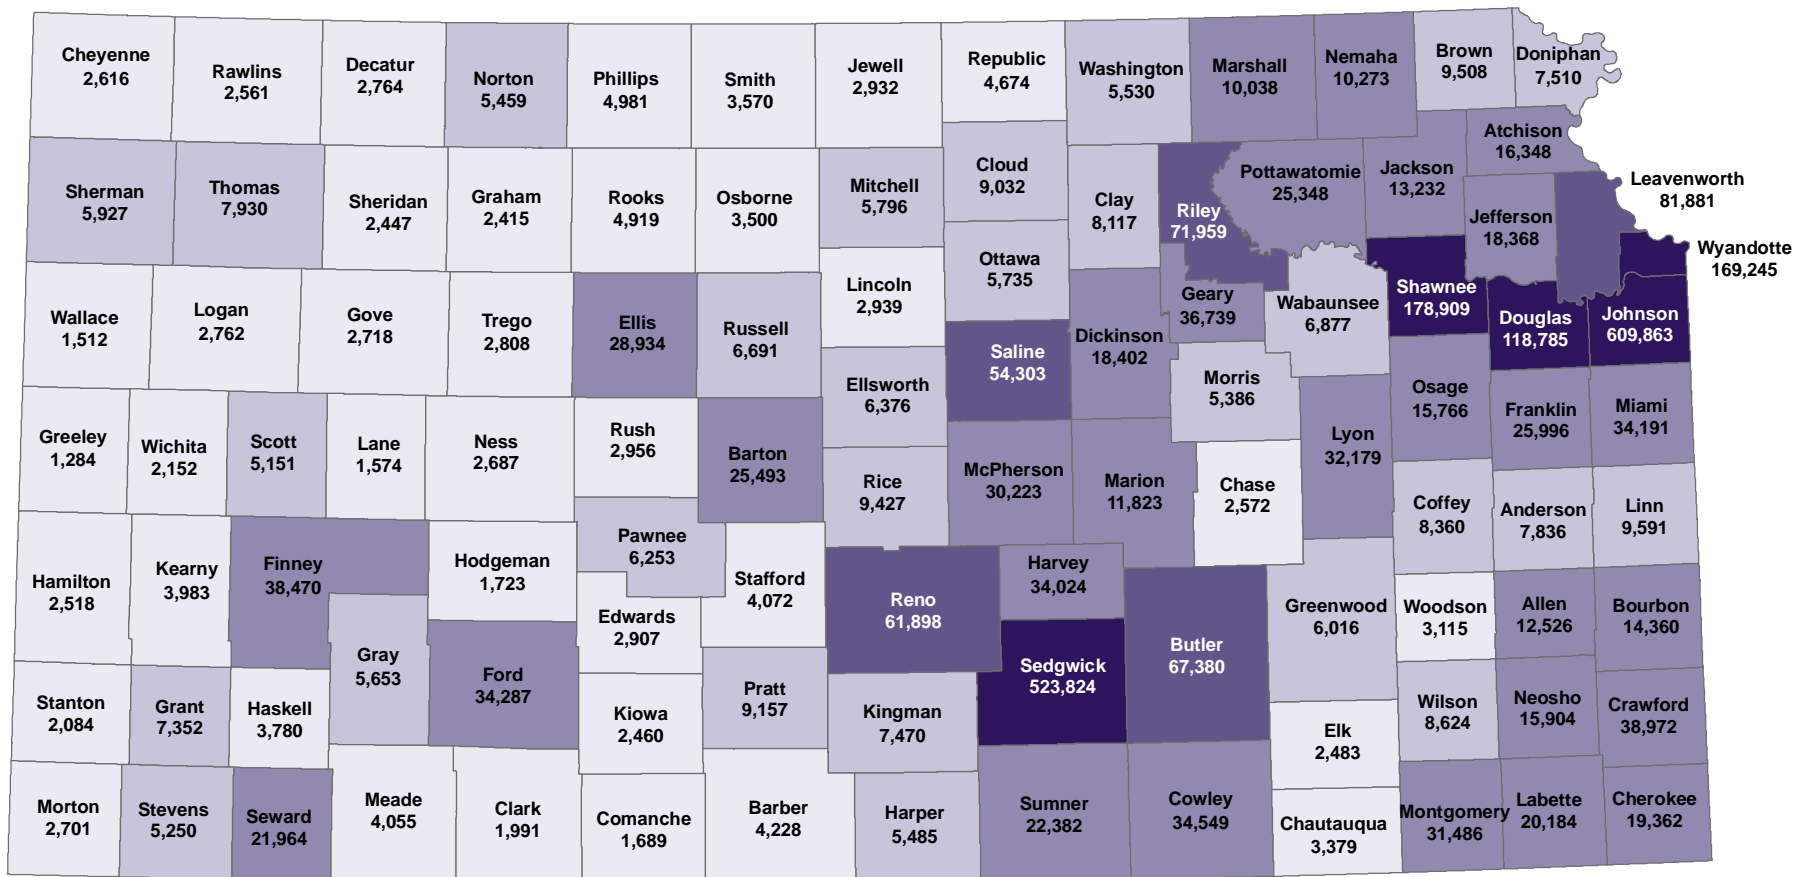 Cheyenne
2,616
Rawlins
2,561
Decatur
2,764
Norton
5,459
Phillips
4,981
Smith
3,570
Jewell
2,932
Republic
4,674
Washington
5,530
Marshall
10,038
Nemaha
10,273
Brown
9,508
Doniphan
7,510
Sherman
5,927
Thomas
7,930
Sheridan
2,447
Graham
2,415
Rooks
4,919
Osborne
3,500
Mitchell
5,796
Cloud
9,032
Clay
8,117
Riley
71,959
Pottawatomie
25,348
Jackson
13,232
Atchison
16,348
Jefferson
18,368
Leavenworth
81,881
Wyandotte
169,245
Wallace
1,512
Logan
2,762
Gove
2,718
Trego
2,808
Ellis
28,934
Russell
6,691
Lincoln
2,939
Ottawa
5,735
Saline
54,303
Dickinson
18,402
Geary
36,739
Wabaunsee
6,877
Shawnee
178,909
Douglas
118,785
Johnson
609,863
Ellsworth
6,376
Morris
5,386
Osage
15,766
Franklin
25,996
Miami
34,191
Greeley
1,284
Wichita
2,152
Scott
5,151
Lane
1,574
Ness
2,687
Rush
2,956
Barton
25,493
Rice
9,427
McPherson
30,223
Marion
11,823
Chase
2,572
Lyon
32,179
Coffey
8,360
Anderson
7,836
Linn
9,591
Hamilton
2,518
Kearny
3,983
Finney
38,470
Hodgeman
1,723
Pawnee
6,253
Stafford
4,072
Edwards
2,907
Reno
61,898
Harvey
34,024
Sedgwick
523,824
Butler
67,380
Greenwood
6,016
Woodson
3,115
Allen
12,526
Bourbon
14,360
Gray
5,653
Ford
34,287
Stanton
2,084
Grant
7,352
Haskell
3,780
Kiowa
2,460
Pratt
9,157
Kingman
7,470
Elk
2,483
Wilson
8,624
Neosho
15,904
Crawford
38,972
Morton
2,701
Stevens
5,250
Seward
21,964
Meade
4,055
Clark
1,991
Comanche
1,689
Barber
4,228
Harper
5,485
Sumner
22,382
Cowley
34,549
Chautauqua
3,379
Montgomery
31,486
Labette
20,184
Cherokee
19,362